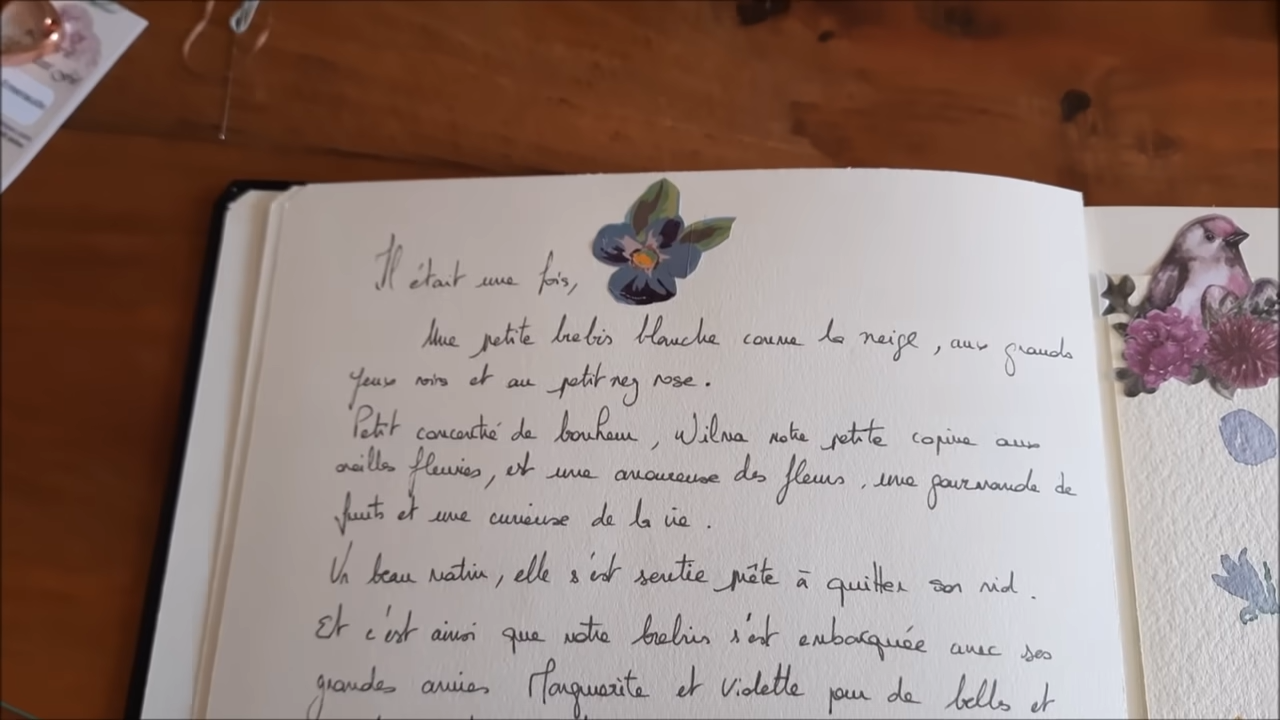 Il était une fois,
Une petite brebis blanche comme la neige, aux grands
yeux noirs et au petit nez rose.
Petit concentré de bonheur, Wilna notre petite copine aux
oreilles fleuries, est une amoureuse des fleurs, une gourmande de
fruits et une curieuse de la vie.
Un beau matin, elle s'est sentie prête à quitter son nid.
Et c'est ainsi que notre brebis s'est embarquée avec ses
grandes amies Marguerite et Violette pour de belles et